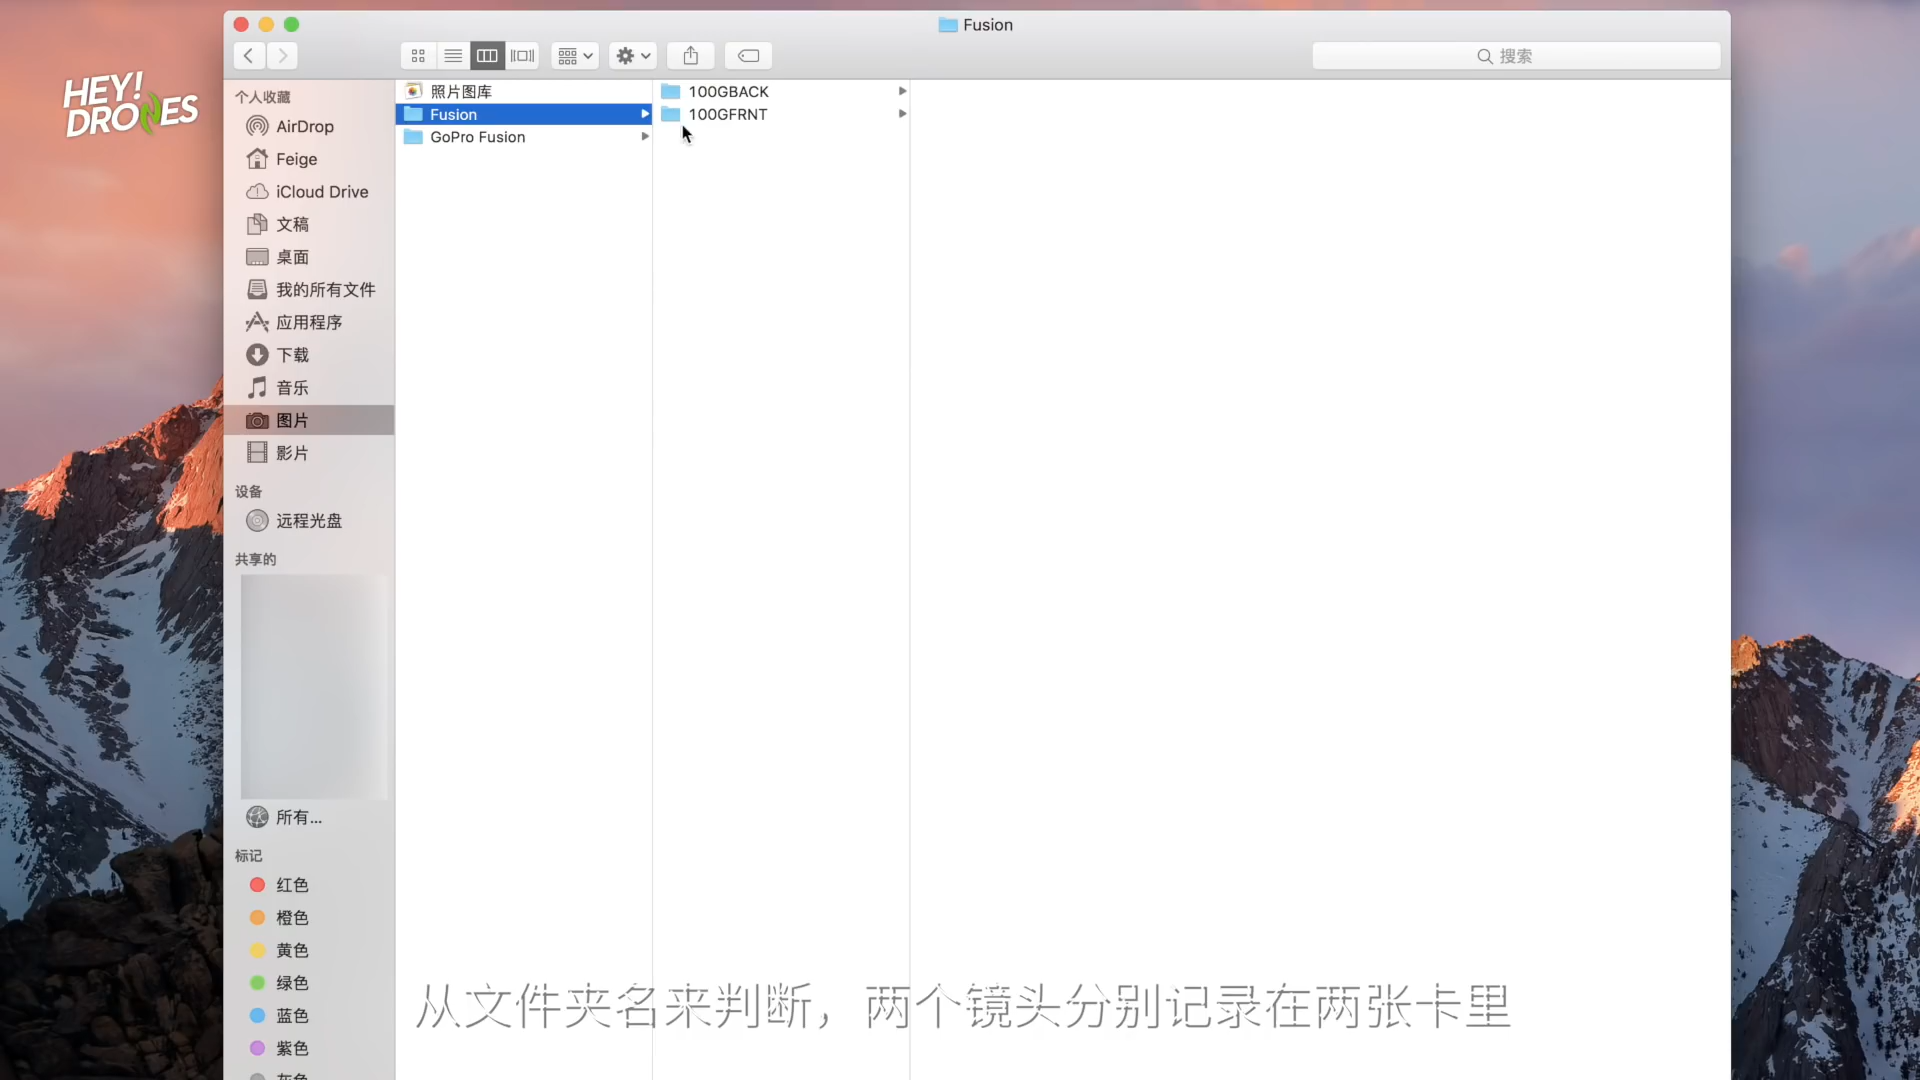 Fusion
搜索
HEY!
DRONES
个人收藏
AirDrop
Feige
iCloud Drive
文稿
桌面
我的所有文件
应用程序
下载
音乐
图片
影片
设备
远程光盘
共享的
所有...
标记
红色
橙色
黄色
绿色
蓝色
紫色
灰色
照片图库
Fusion
GoPro Fusion
100GBACK
100GFRNT
从文件夹名来判断，两个镜头分别记录在两张卡里